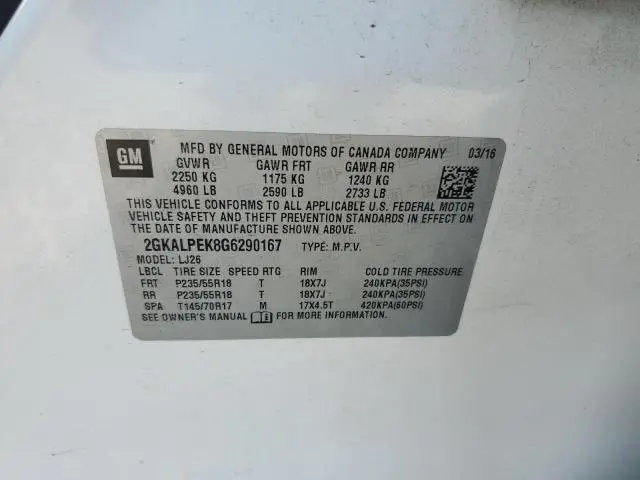 GM
MFD BY GENERAL MOTORS OF CANADA COMPANY 03/16
GVWR GAWR FRT GAWR RR
2250 KG 1175 KG 1240 KG
4960 LB 2590 LB 2733 LB
THIS VEHICLE CONFORMS TO ALL APPLICABLE U.S. FEDERAL MOTOR
VEHICLE SAFETY AND THEFT PREVENTION STANDARDS IN EFFECT ON
THE DATE OF MANUFACTURE SHOWN ABOVE.
2GKALPEK8G6290167 TYPE: M.P.V.
MODEL: LJ26
LBCL TIRE SIZE SPEED RTG RIM COLD TIRE PRESSURE
FRT P235/55R18 T 18X7J 240KPA(35PSI)
RR P235/55R18 T 18X7J 240KPA(35PSI)
SPA T145/70R17 M 17X4.5T 420KPA(60PSI)
SEE OWNER'S MANUAL FOR MORE INFORMATION.